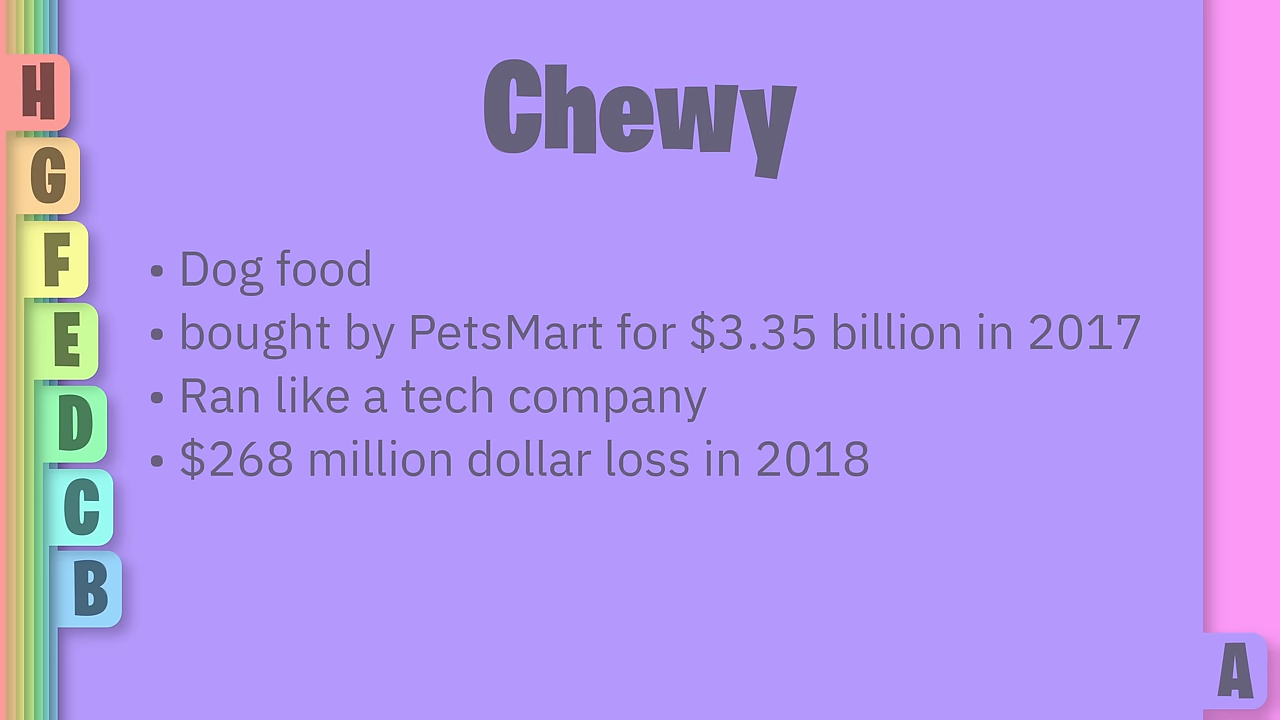 Chewy
H
G
F
E
D
C
B
A
• Dog food
• bought by PetsMart for $3.35 billion in 2017
• Ran like a tech company
• $268 million dollar loss in 2018